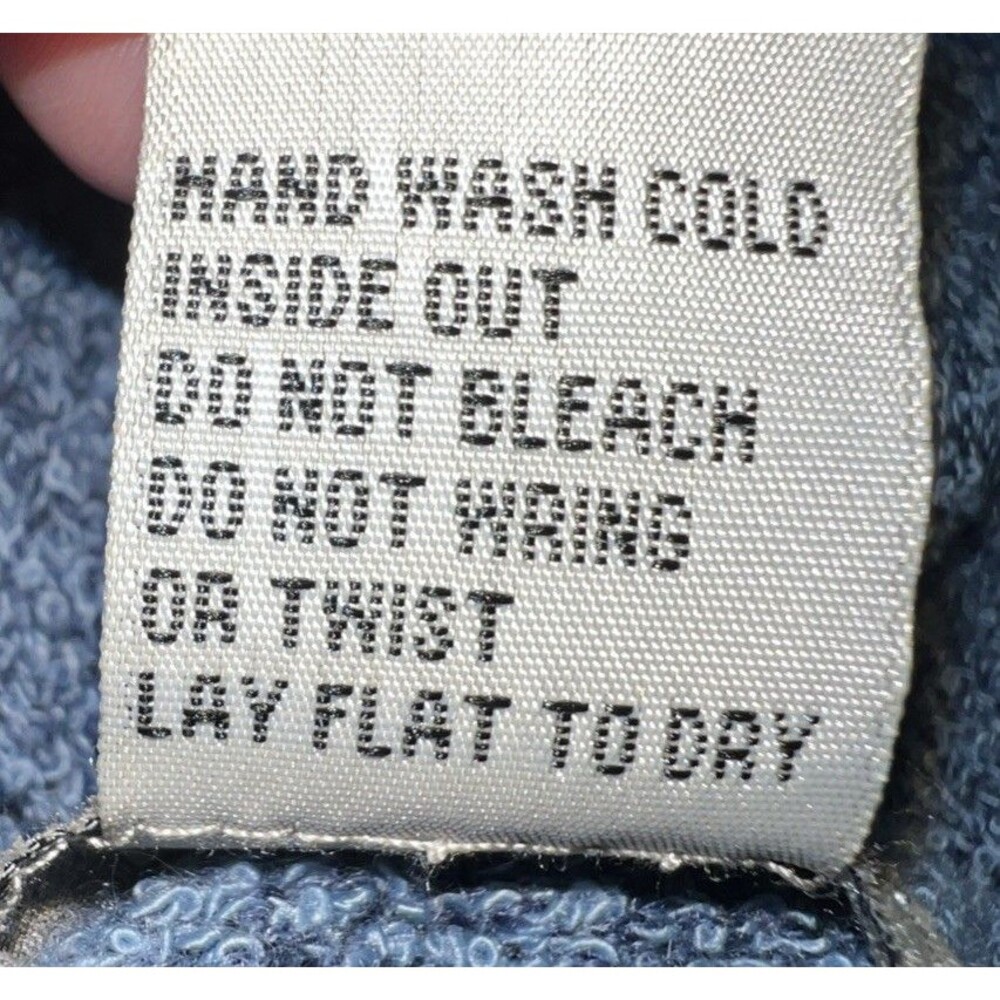 HAND WASH COLD
INSIDE OUT
DO NOT BLEACH
DO NOT WRING
OR TWIST
LAY FLAT TO DRY